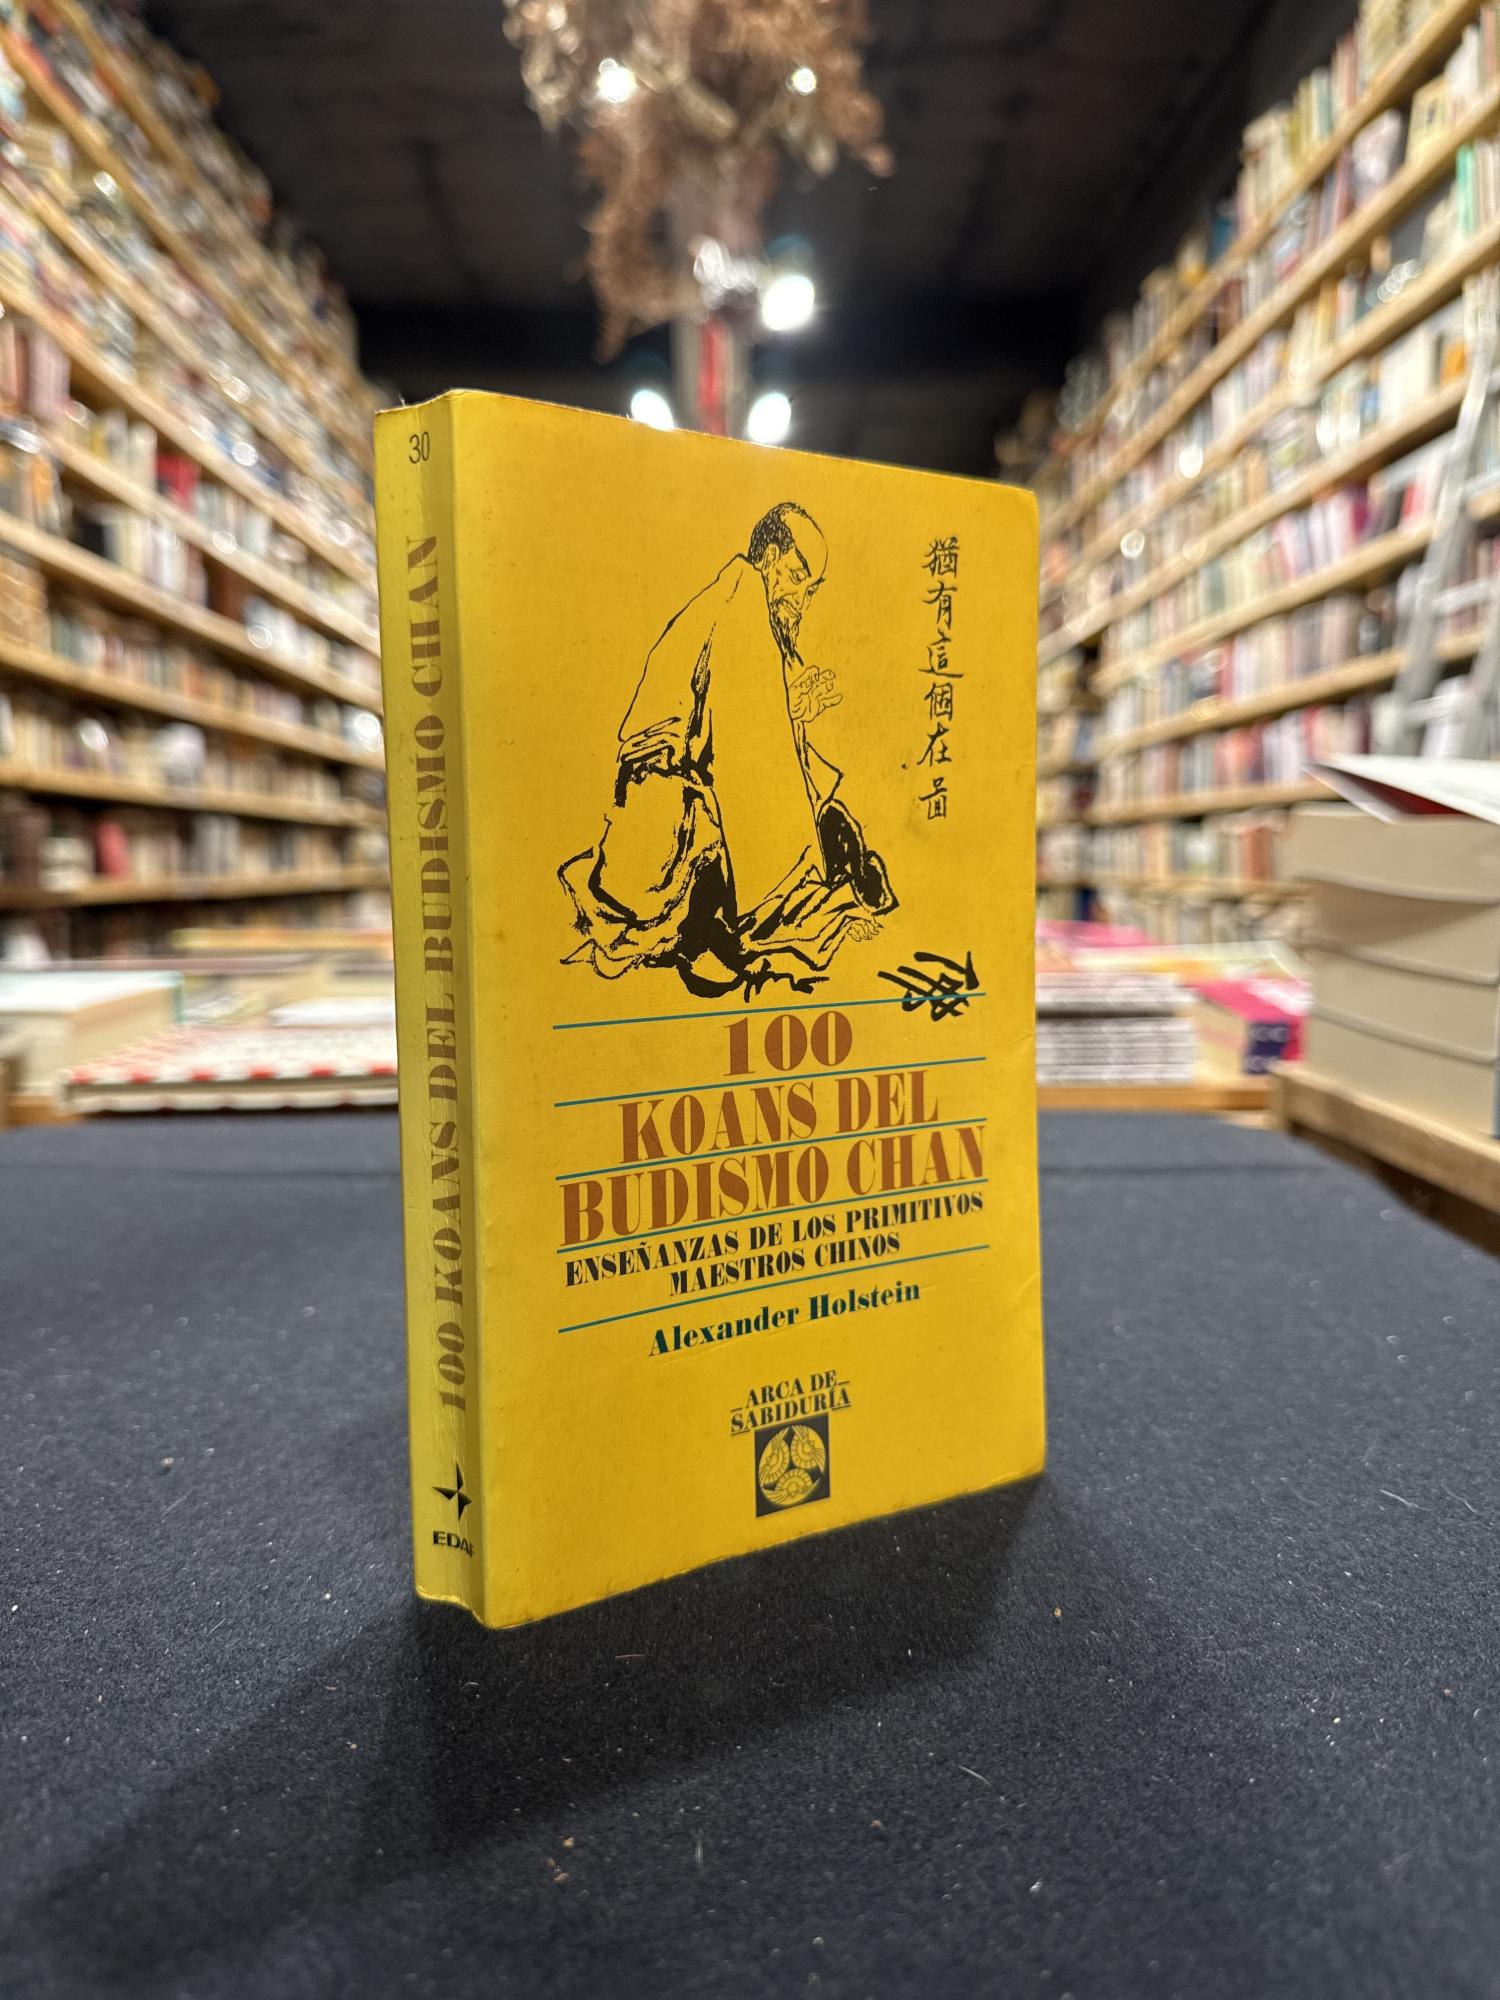 30
100 KOANS DEL BUDISMO CHAN
EDAF
猶有這個在
100
KOANS DEL
BUDISMO CHAN
ENSEÑANZAS DE LOS PRIMITIVOS
MAESTROS CHINOS
Alexander Holstein
ARCA DE
SABIDURÍA